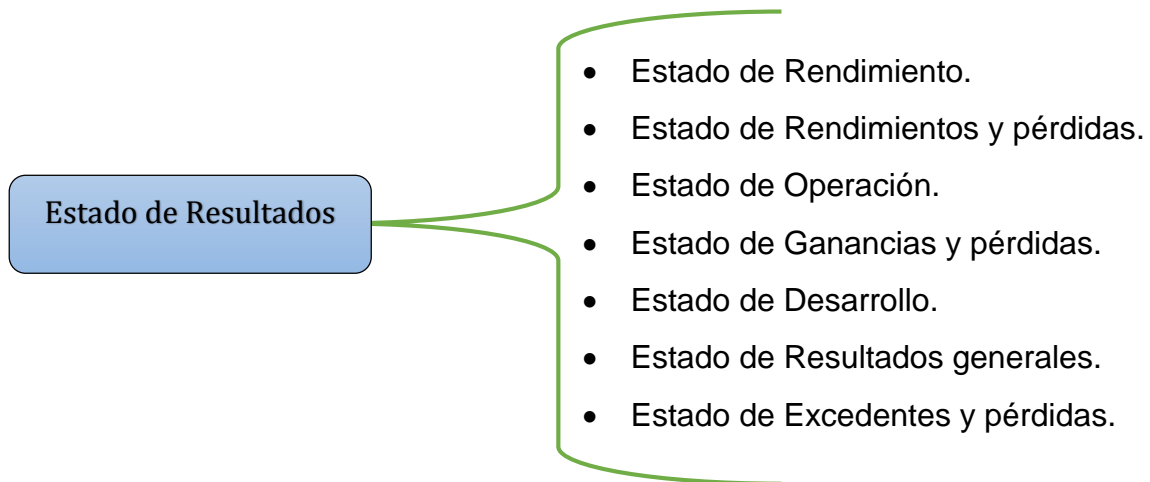 Estado de Resultados
• Estado de Rendimiento.
• Estado de Rendimientos y pérdidas.
• Estado de Operación.
• Estado de Ganancias y pérdidas.
• Estado de Desarrollo.
• Estado de Resultados generales.
• Estado de Excedentes y pérdidas.